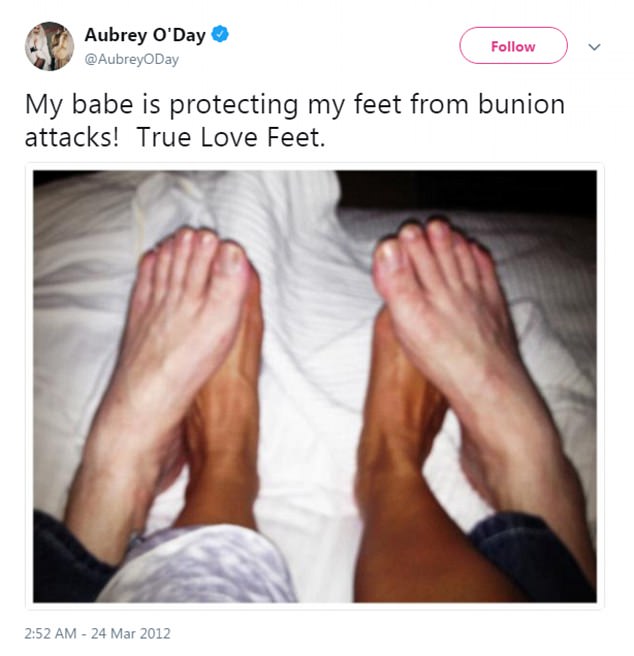 Aubrey O'Day
@AubreyODay
Follow
My babe is protecting my feet from bunion
attacks!  True Love Feet.
2:52 AM - 24 Mar 2012